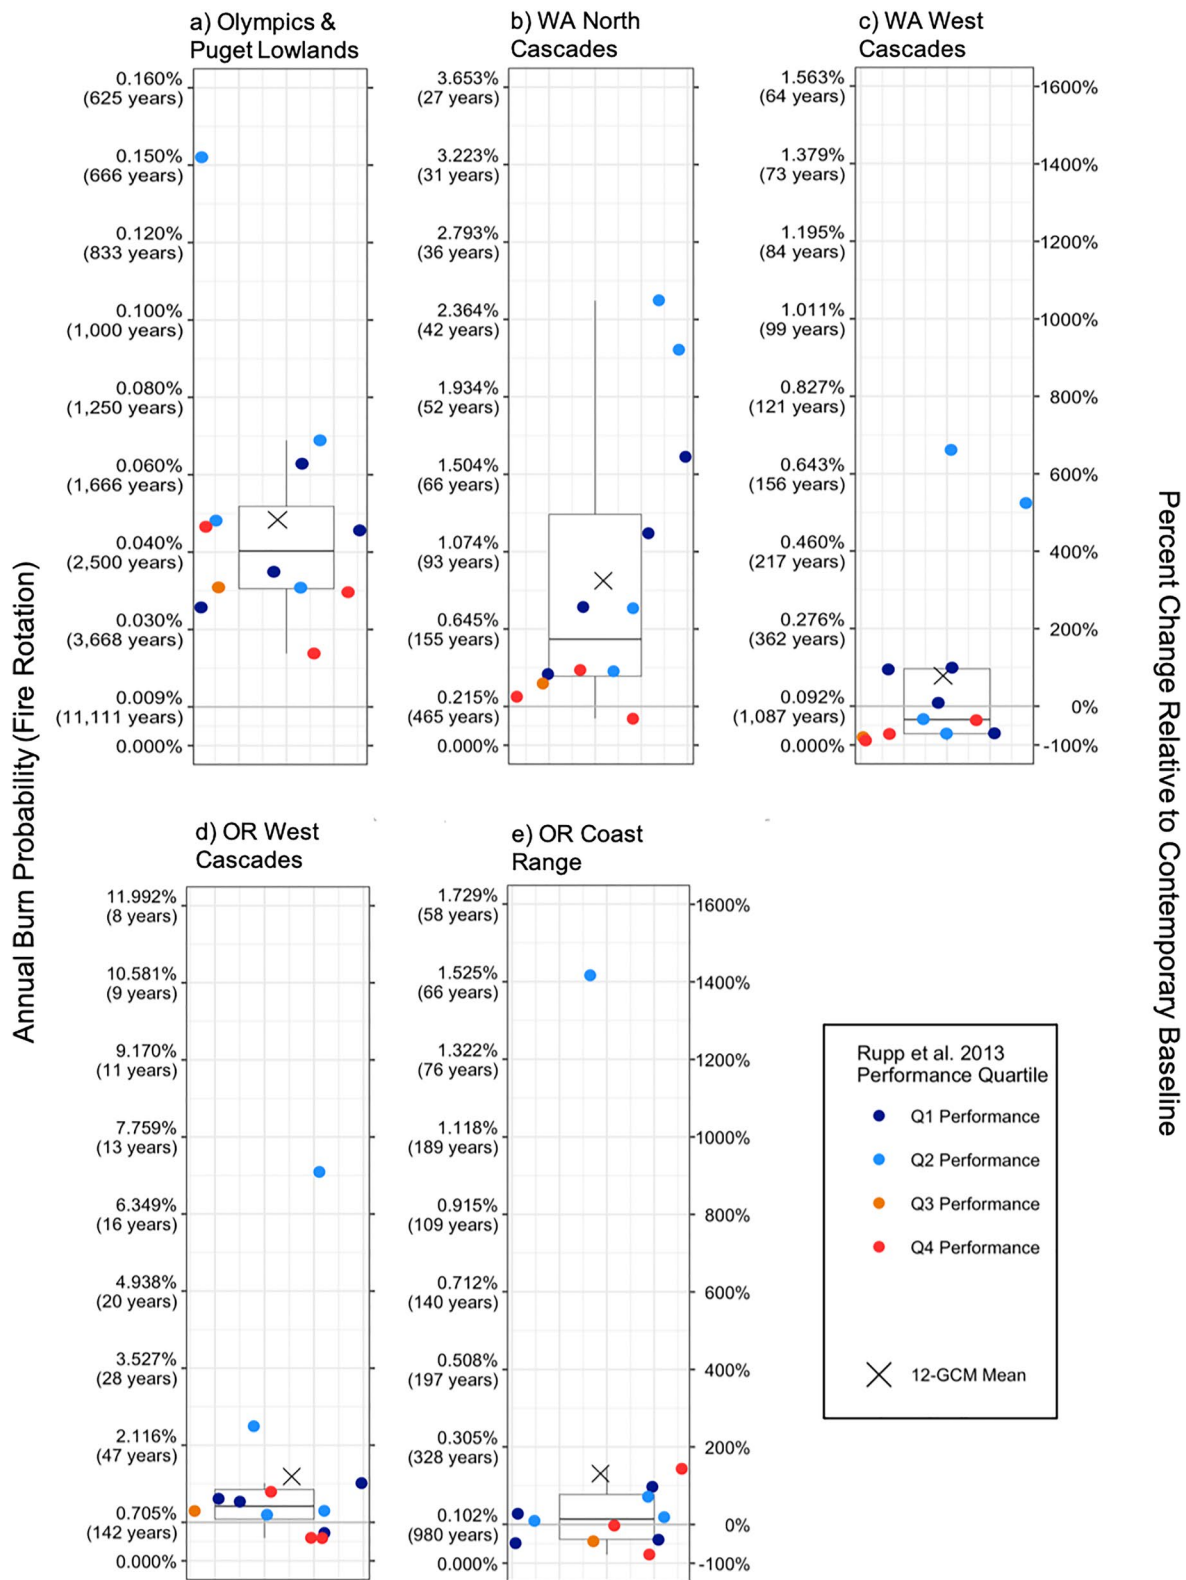 a) Olympics &
Puget Lowlands
0.160%
(625 years)
0.150%
(666 years)
0.120%
(833 years)
0.100%
(1,000 years)
0.080%
(1,250 years)
0.060%
(1,666 years)
0.040%
(2,500 years)
0.030%
(3,668 years)
0.009%
(11,111 years)
0.000%
b) WA North
Cascades
3.653%
(27 years)
3.223%
(31 years)
2.793%
(36 years)
2.364%
(42 years)
1.934%
(52 years)
1.504%
(66 years)
1.074%
(93 years)
0.645%
(155 years)
0.215%
(465 years)
0.000%
c) WA West
Cascades
1.563%
(64 years)
1.379%
(73 years)
1.195%
(84 years)
1.011%
(99 years)
0.827%
(121 years)
0.643%
(156 years)
0.460%
(217 years)
0.276%
(362 years)
0.092%
(1,087 years)
0.000%
1600%
1400%
1200%
1000%
800%
600%
400%
200%
0%
-100%
Annual Burn Probability (Fire Rotation)
Percent Change Relative to Contemporary Baseline
d) OR West
Cascades
11.992%
(8 years)
10.581%
(9 years)
9.170%
(11 years)
7.759%
(13 years)
6.349%
(16 years)
4.938%
(20 years)
3.527%
(28 years)
2.116%
(47 years)
0.705%
(142 years)
0.000%
e) OR Coast
Range
1.729%
(58 years)
1.525%
(66 years)
1.322%
(76 years)
1.118%
(189 years)
0.915%
(109 years)
0.712%
(140 years)
0.508%
(197 years)
0.305%
(328 years)
0.102%
(980 years)
0.000%
1600%
1400%
1200%
1000%
800%
600%
400%
200%
0%
-100%
Rupp et al. 2013
Performance Quartile
Q1 Performance
Q2 Performance
Q3 Performance
Q4 Performance
12-GCM Mean